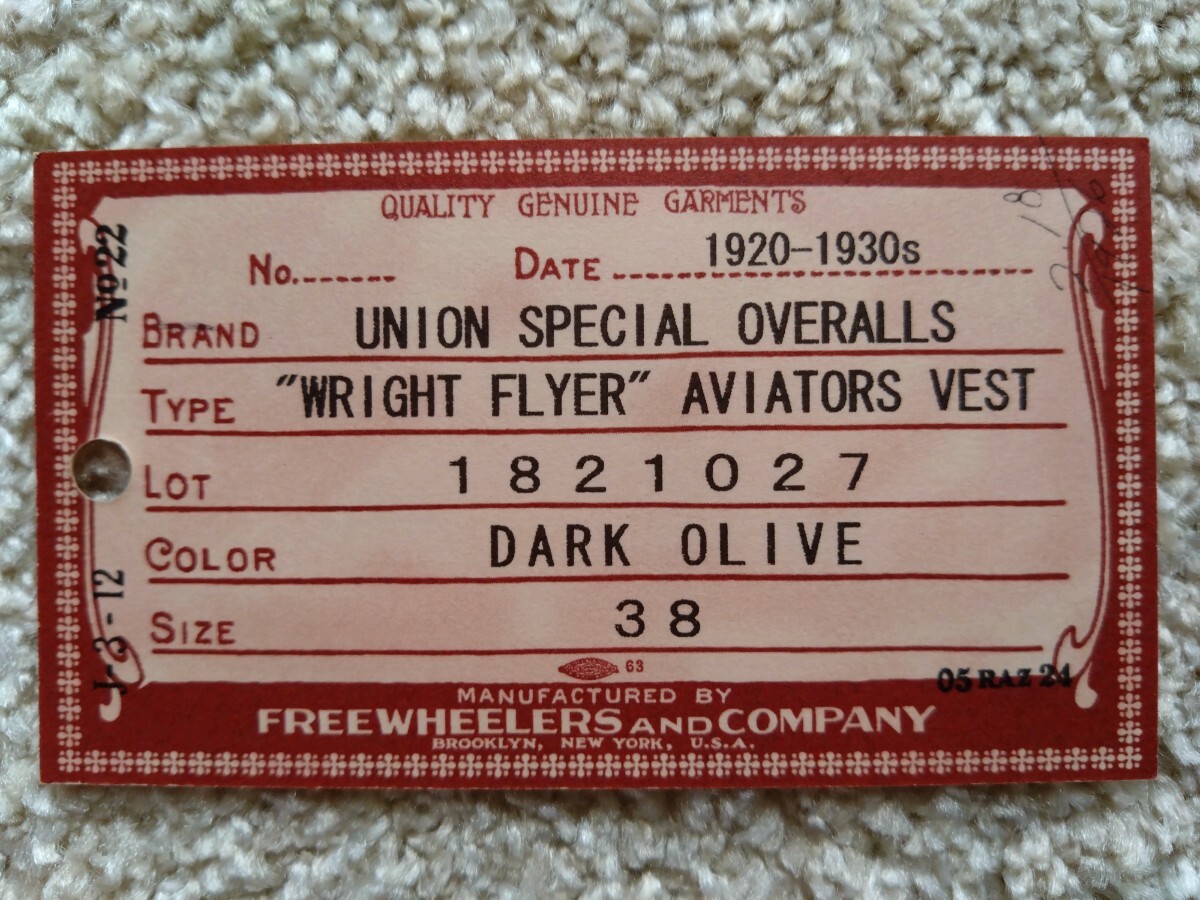 QUALITY GENUINE GARMENTS
No.------- DATE 1920-1930s
BRAND UNION SPECIAL OVERALLS
TYPE "WRIGHT FLYER" AVIATORS VEST
LOT 1821027
COLOR DARK OLIVE
SIZE 38
63
MANUFACTURED BY
FREEWHEELERS AND COMPANY
BROOKLYN, NEW YORK, U.S.A.
No 22
J-3-12
05 RAZ 24